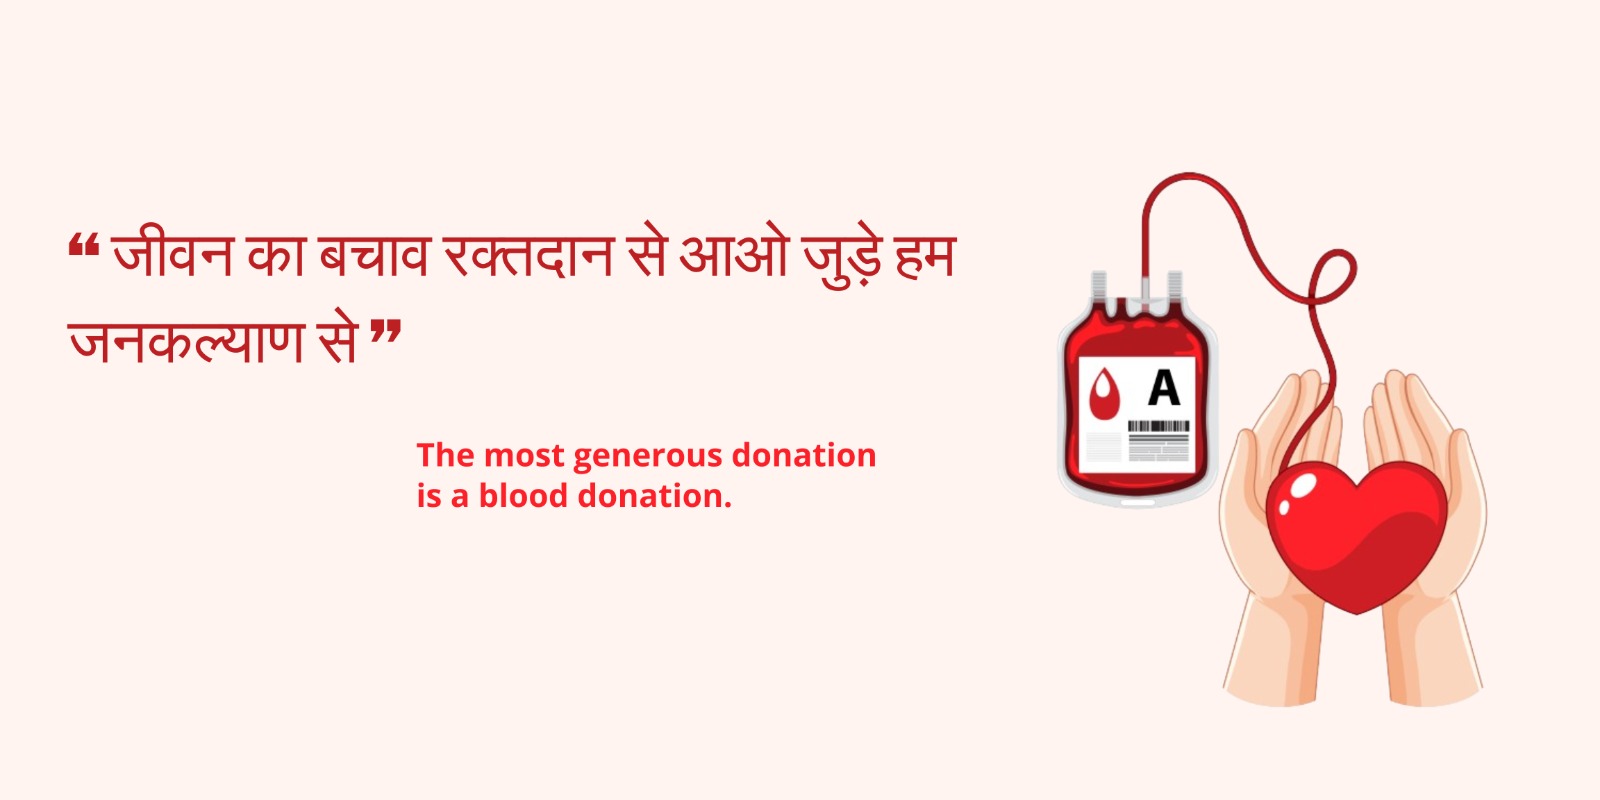 ❝ जीवन का बचाव रक्तदान से आओ जुड़े हम
जनकल्याण से ❞
The most generous donation
is a blood donation.
A